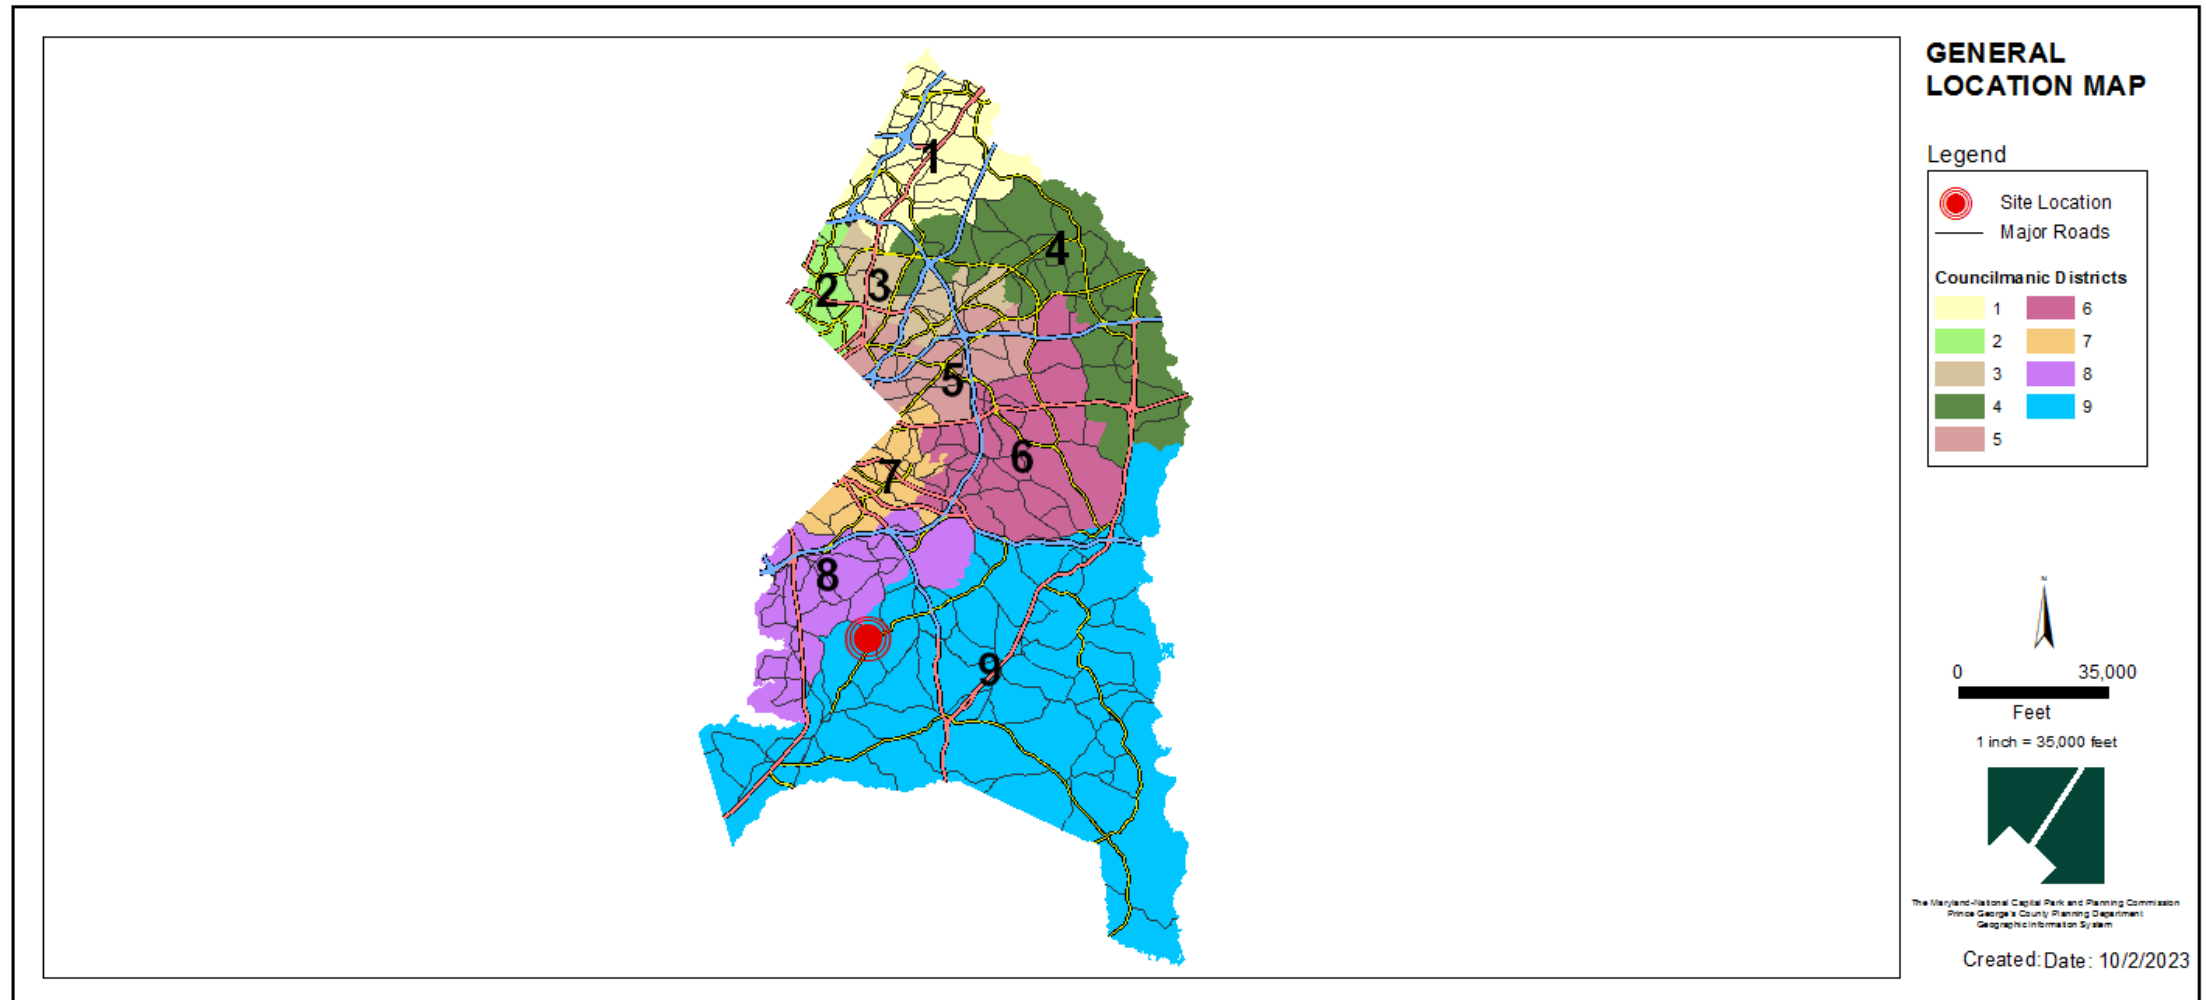 GENERAL
LOCATION MAP
Legend
Site Location
Major Roads
Councilmanic Districts
1 6
2 7
3 8
4 9
5
1
4
2
3
5
6
7
8
9
N
0 35,000
Feet
1 inch = 35,000 feet
The Maryland-National Capital Park and Planning Commission
Prince George's County Planning Department
Geographic Information System
Created: Date: 10/2/2023